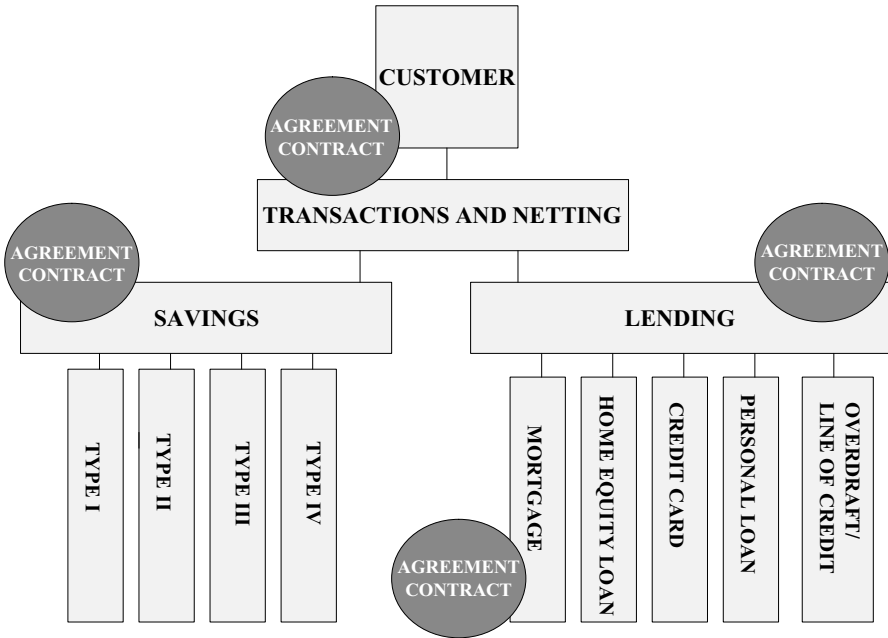 CUSTOMER
AGREEMENT
CONTRACT
TRANSACTIONS AND NETTING
AGREEMENT
CONTRACT
AGREEMENT
CONTRACT
SAVINGS
LENDING
TYPE I
TYPE II
TYPE III
TYPE IV
MORTGAGE
HOME EQUITY LOAN
CREDIT CARD
PERSONAL LOAN
OVERDRAFT/
LINE OF CREDIT
AGREEMENT
CONTRACT